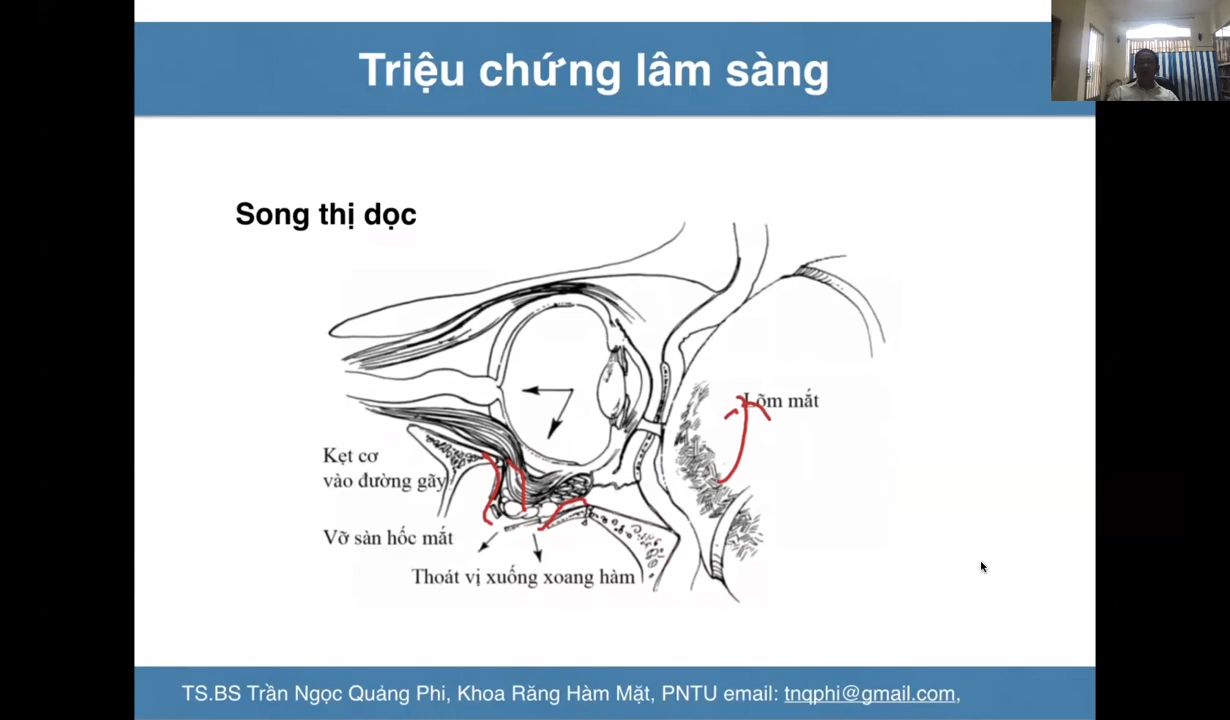 Triệu chứng lâm sàng
Song thị dọc
Lõm mắt
Kẹt cơ
vào đường gãy
Vỡ sàn hốc mắt
Thoát vị xuống xoang hàm
TS.BS Trần Ngọc Quảng Phi, Khoa Răng Hàm Mặt, PNTU email: tnqphi@gmail.com,